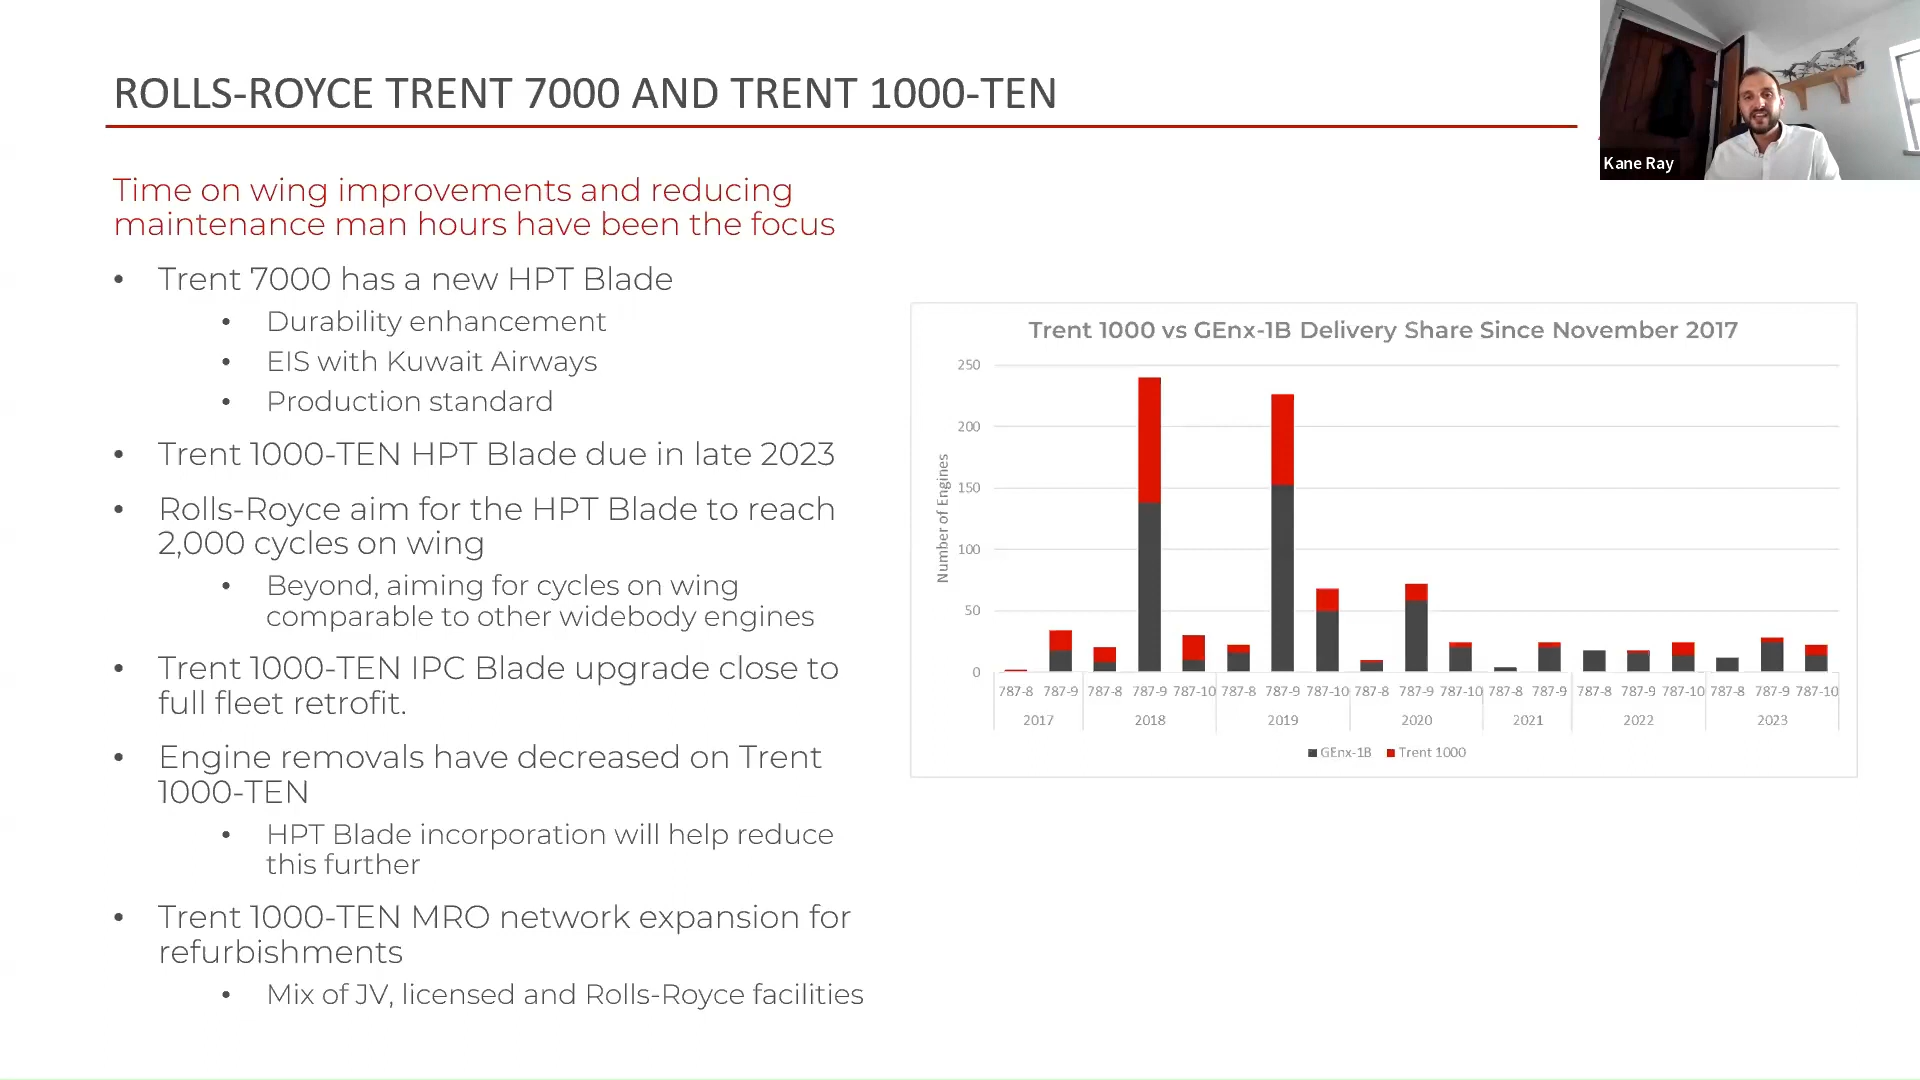 ROLLS-ROYCE TRENT 7000 AND TRENT 1000-TEN
Kane Ray
Time on wing improvements and reducing
maintenance man hours have been the focus
• Trent 7000 has a new HPT Blade
• Durability enhancement
• EIS with Kuwait Airways
• Production standard
• Trent 1000-TEN HPT Blade due in late 2023
• Rolls-Royce aim for the HPT Blade to reach
2,000 cycles on wing
• Beyond, aiming for cycles on wing
comparable to other widebody engines
• Trent 1000-TEN IPC Blade upgrade close to
full fleet retrofit.
• Engine removals have decreased on Trent
1000-TEN
• HPT Blade incorporation will help reduce
this further
• Trent 1000-TEN MRO network expansion for
refurbishments
• Mix of JV, licensed and Rolls-Royce facilities
Trent 1000 vs GEnx-1B Delivery Share Since November 2017
Number of Engines
250
200
150
100
50
0
787-8 787-9 787-8 787-9 787-10 787-8 787-9 787-10 787-8 787-9 787-10 787-8 787-9 787-8 787-9 787-10 787-8 787-9 787-10
2017 2018 2019 2020 2021 2022 2023
GEnx-1B Trent 1000